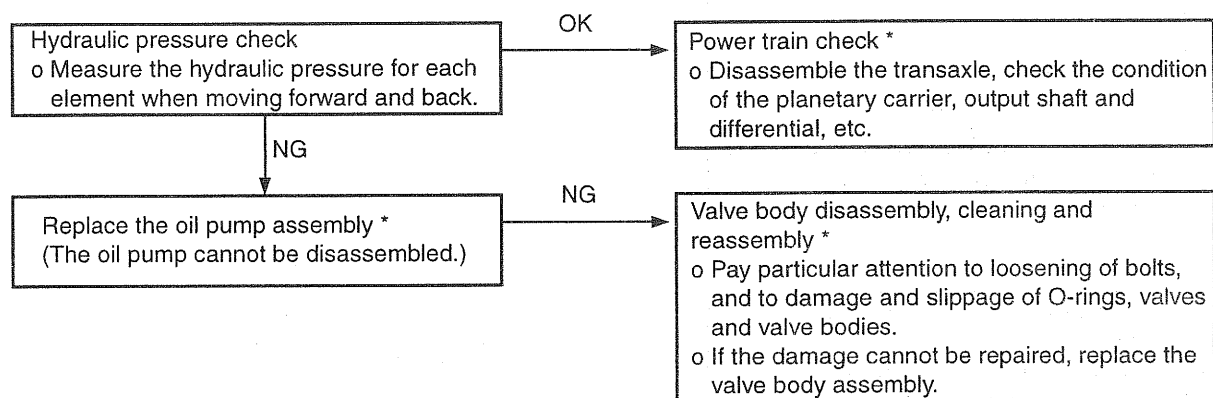 Hydraulic pressure check
o Measure the hydraulic pressure for each
element when moving forward and back.
OK
Power train check *
o Disassemble the transaxle, check the condition
of the planetary carrier, output shaft and
differential, etc.
NG
Replace the oil pump assembly *
(The oil pump cannot be disassembled.)
NG
Valve body disassembly, cleaning and
reassembly *
o Pay particular attention to loosening of bolts,
and to damage and slippage of O-rings, valves
and valve bodies.
o If the damage cannot be repaired, replace the
valve body assembly.